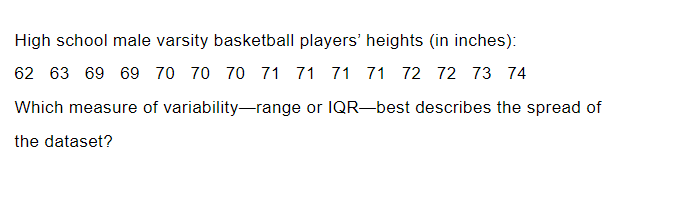 High school male varsity basketball players’ heights (in inches):
62 63 69 69 70 70 70 71 71 71 71 72 72 73 74
Which measure of variability—range or IQR—best describes the spread of
the dataset?